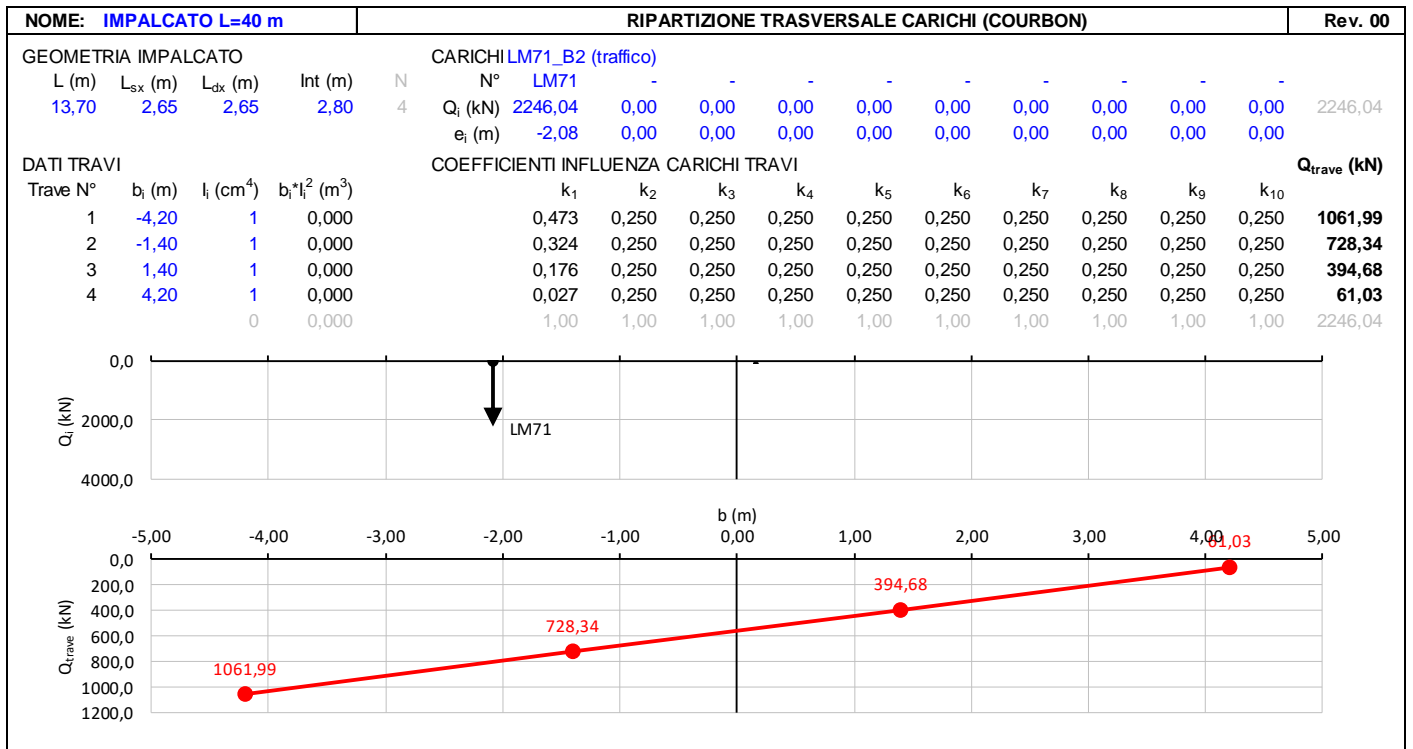 NOME: IMPALCATO L=40 m RIPARTIZIONE TRASVERSALE CARICHI (COURBON) Rev. 00
GEOMETRIA IMPALCATO CARICHI LM71_B2 (traffico)
L (m) Lsx (m) Ldx (m) Int (m) N N° LM71 - - - - - - - - -
13,70 2,65 2,65 2,80 4 Qi (kN) 2246,04 0,00 0,00 0,00 0,00 0,00 0,00 0,00 0,00 0,00 2246,04
ei (m) -2,08 0,00 0,00 0,00 0,00 0,00 0,00 0,00 0,00 0,00
DATI TRAVI COEFFICIENTI INFLUENZA CARICHI TRAVI Qtrave (kN)
Trave N° bi (m) Ii (cm4) bi*Ii2 (m3) k1 k2 k3 k4 k5 k6 k7 k8 k9 k10
1 -4,20 1 0,000 0,473 0,250 0,250 0,250 0,250 0,250 0,250 0,250 0,250 0,250 1061,99
2 -1,40 1 0,000 0,324 0,250 0,250 0,250 0,250 0,250 0,250 0,250 0,250 0,250 728,34
3 1,40 1 0,000 0,176 0,250 0,250 0,250 0,250 0,250 0,250 0,250 0,250 0,250 394,68
4 4,20 1 0,000 0,027 0,250 0,250 0,250 0,250 0,250 0,250 0,250 0,250 0,250 61,03
0 0,000 1,00 1,00 1,00 1,00 1,00 1,00 1,00 1,00 1,00 1,00 2246,04
0,0
2000,0
4000,0
Qi (kN)
LM71
b (m)
-5,00 -4,00 -3,00 -2,00 -1,00 0,00 1,00 2,00 3,00 4,00 5,00
0,0
200,0
400,0
600,0
800,0
1000,0
1200,0
Qtrave (kN)
1061,99
728,34
394,68
61,03